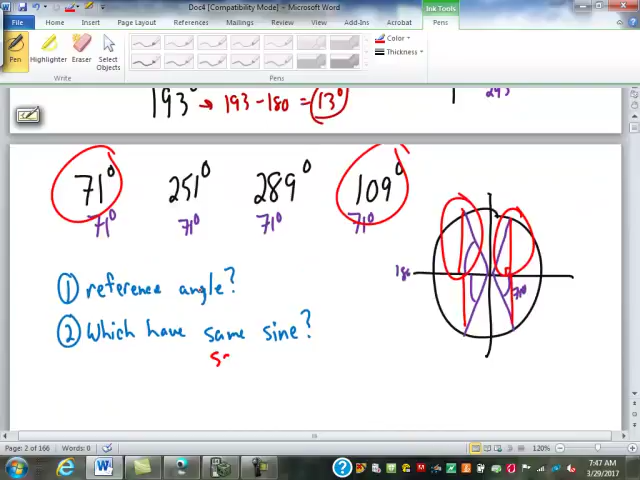 Doc4 [Compatibility Mode] - Microsoft Word
Ink Tools
File Home Insert Page Layout References Mailings Review View Add-Ins Acrobat Pens
Pen Highlighter Eraser Select Objects
Color
Thickness
Write
Pens
193° → 193 - 180 = 13°
293
71° 251° 289° 109°
71° 71° 71° 71°
180
71°
① reference angle?
② Which have same sine?
Page: 2 of 166 Words: 0
120%
7:47 AM
3/29/2017